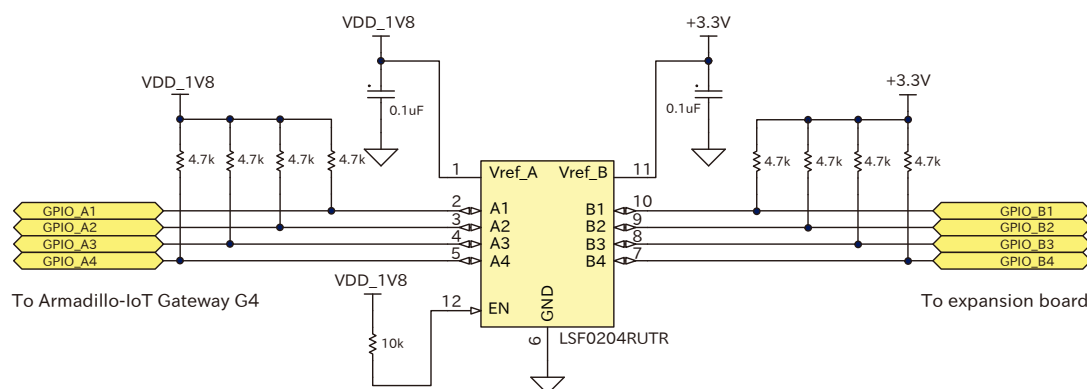 VDD_1V8
+3.3V
VDD_1V8
+3.3V
0.1uF
0.1uF
4.7k
4.7k
4.7k
4.7k
4.7k
4.7k
4.7k
4.7k
1
Vref_A
Vref_B
11
GPIO_A1
2
A1
B1
10
GPIO_B1
GPIO_A2
3
A2
B2
9
GPIO_B2
GPIO_A3
4
A3
B3
8
GPIO_B3
GPIO_A4
5
A4
B4
7
GPIO_B4
To Armadillo-IoT Gateway G4
To expansion board
VDD_1V8
12
EN
GND
6
LSF0204RUTR
10k